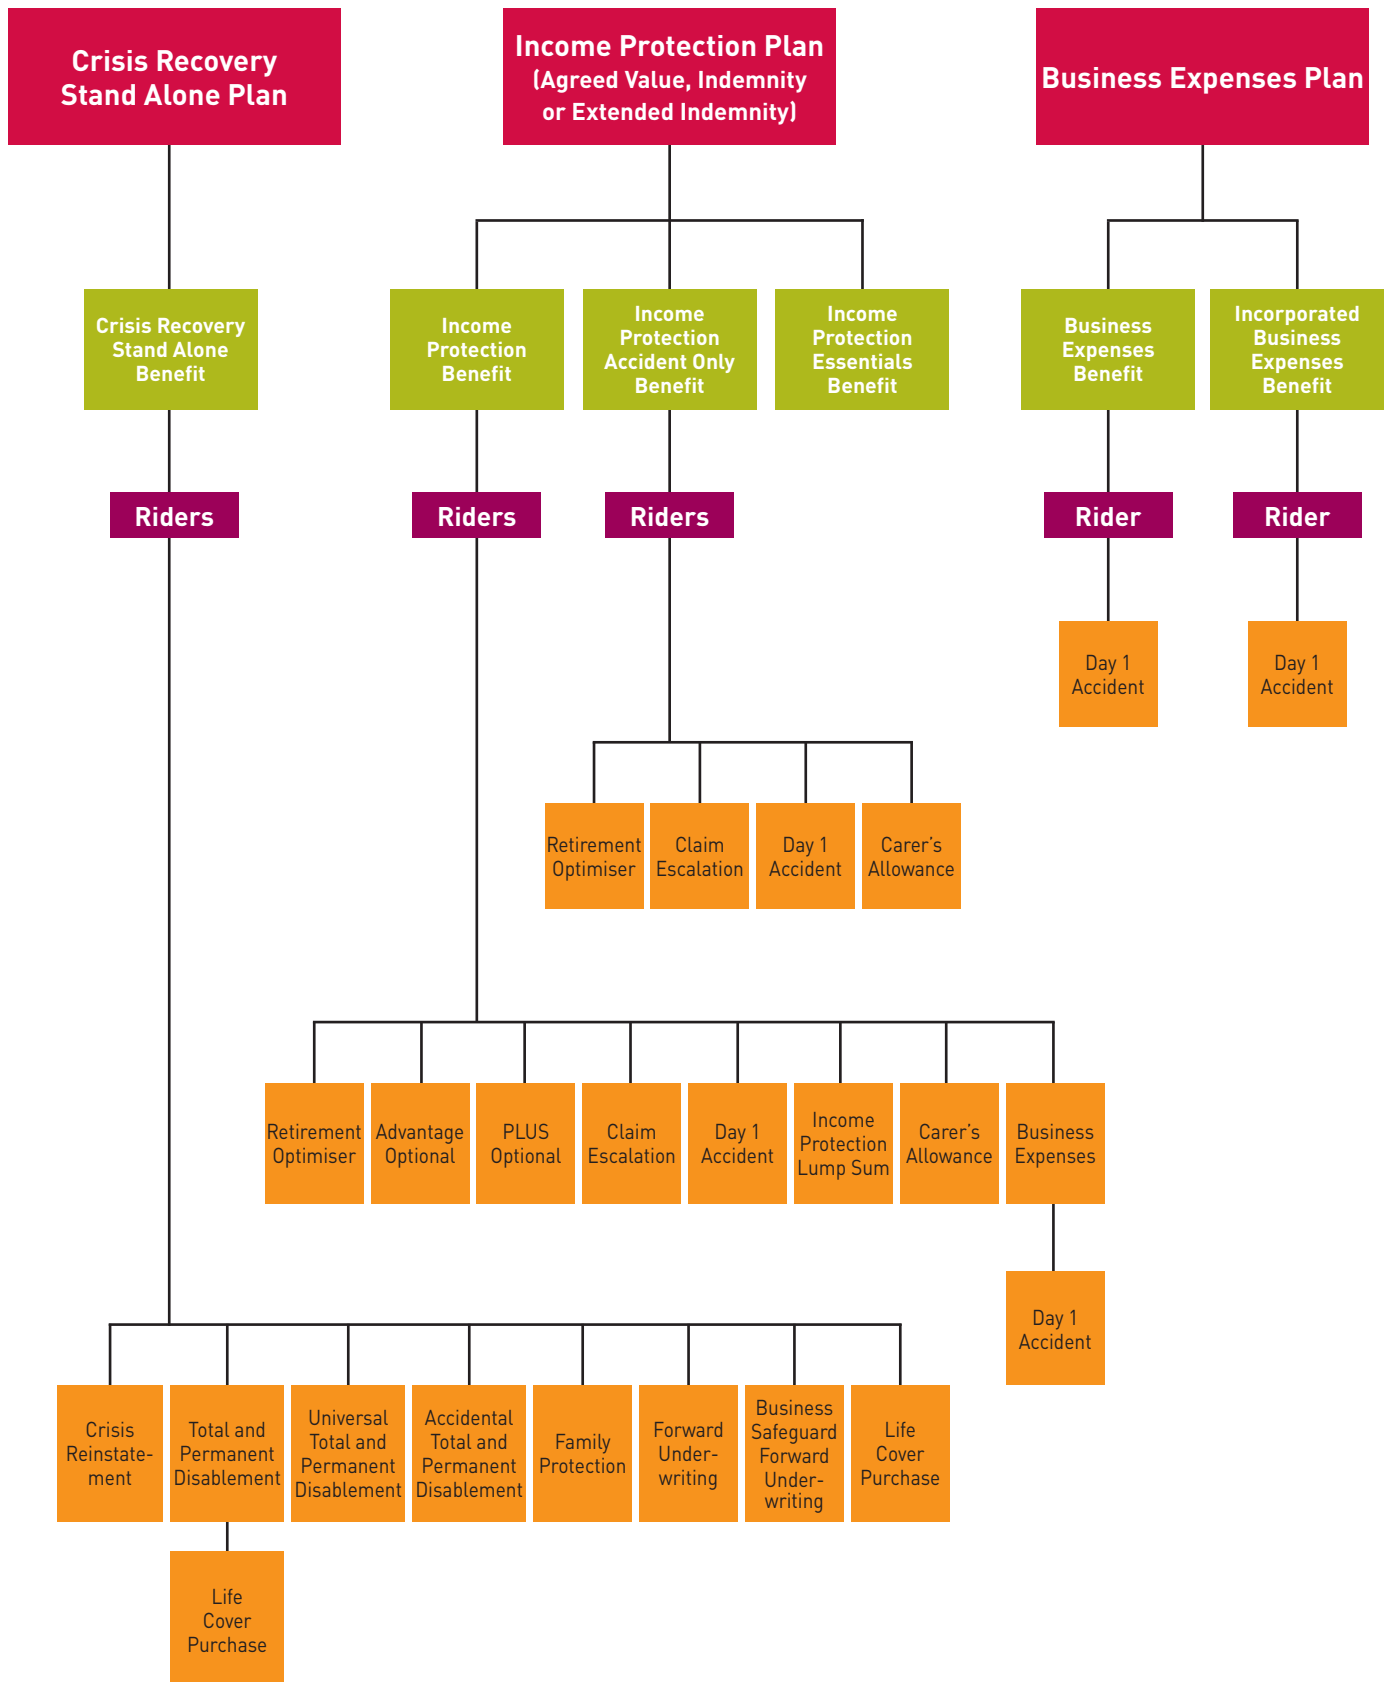 Crisis Recovery
Stand Alone Plan
Income Protection Plan
(Agreed Value, Indemnity
or Extended Indemnity)
Business Expenses Plan
Crisis Recovery
Stand Alone
Benefit
Income
Protection
Benefit
Income
Protection
Accident Only
Benefit
Income
Protection
Essentials
Benefit
Business
Expenses
Benefit
Incorporated
Business
Expenses
Benefit
Riders
Riders
Riders
Rider
Rider
Day 1
Accident
Day 1
Accident
Retirement
Optimiser
Claim
Escalation
Day 1
Accident
Carer’s
Allowance
Retirement
Optimiser
Advantage
Optional
PLUS
Optional
Claim
Escalation
Day 1
Accident
Income
Protection
Lump Sum
Carer’s
Allowance
Business
Expenses
Day 1
Accident
Crisis
Reinstate-
ment
Total and
Permanent
Disablement
Universal
Total and
Permanent
Disablement
Accidental
Total and
Permanent
Disablement
Family
Protection
Forward
Under-
writing
Business
Safeguard
Forward
Under-
writing
Life
Cover
Purchase
Life
Cover
Purchase